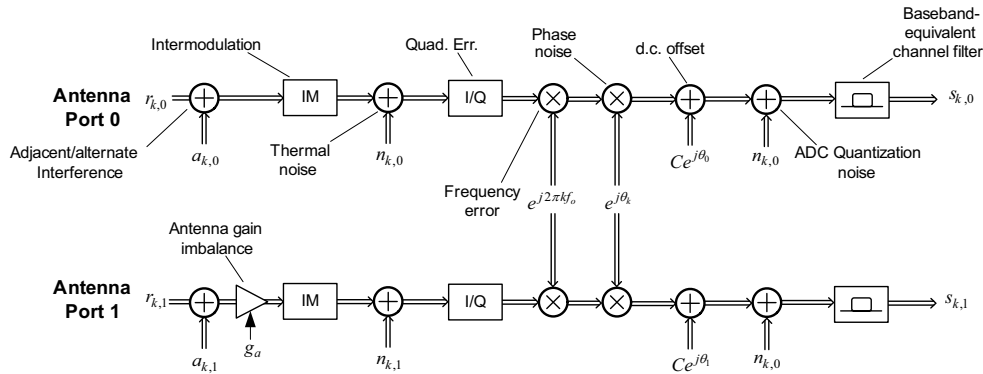 Intermodulation
Quad. Err.
Phase
noise
d.c. offset
Baseband-
equivalent
channel filter
Antenna
Port 0
r_{k,0}
IM
I/Q
s_{k,0}
Adjacent/alternate
Interference
a_{k,0}
Thermal
noise
n_{k,0}
Frequency
error
e^{j2πkf_o}
e^{jθ_k}
Ce^{jθ_0}
n_{k,0}
ADC Quantization
noise
Antenna gain
imbalance
Antenna
Port 1
r_{k,1}
IM
I/Q
s_{k,1}
a_{k,1}
g_a
n_{k,1}
Ce^{jθ_1}
n_{k,0}